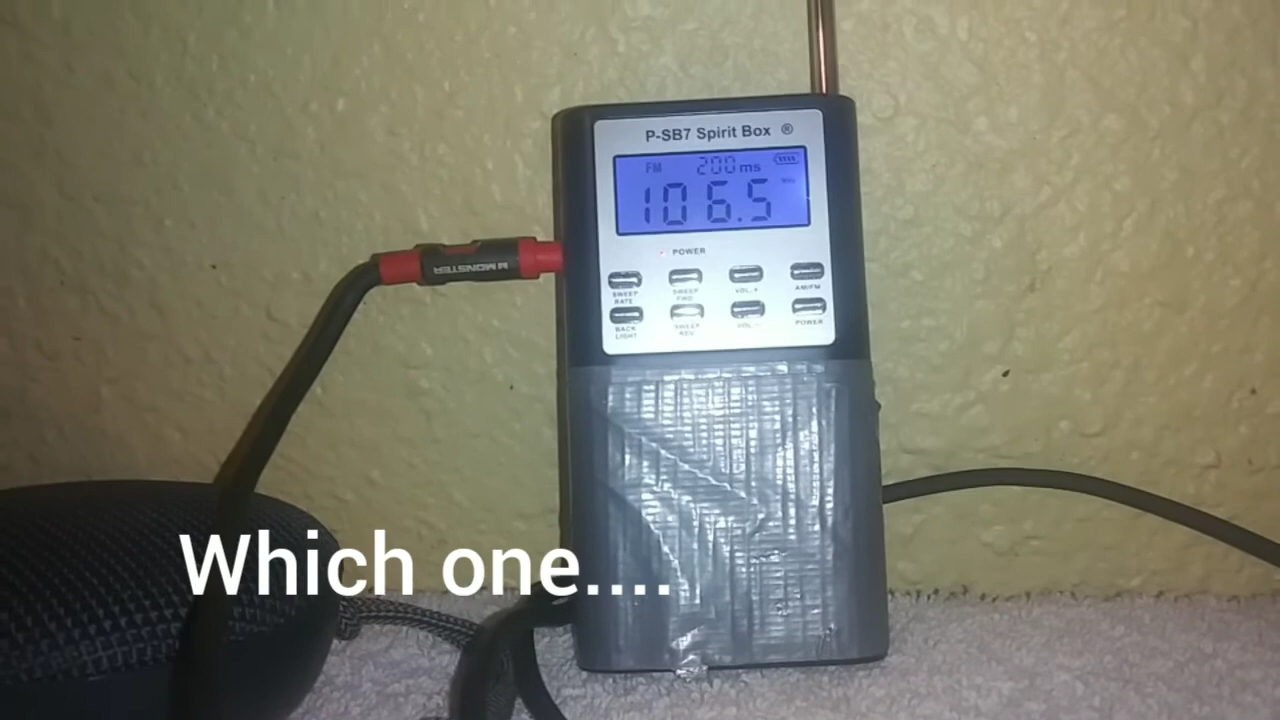 P-SB7 Spirit Box ®
FM 200 ms
106.5
POWER
MONSTER
SWEEP RATE
SWEEP FWD
VOL +
AM/FM
BACK LIGHT
SWEEP REV
VOL -
POWER
Which one....